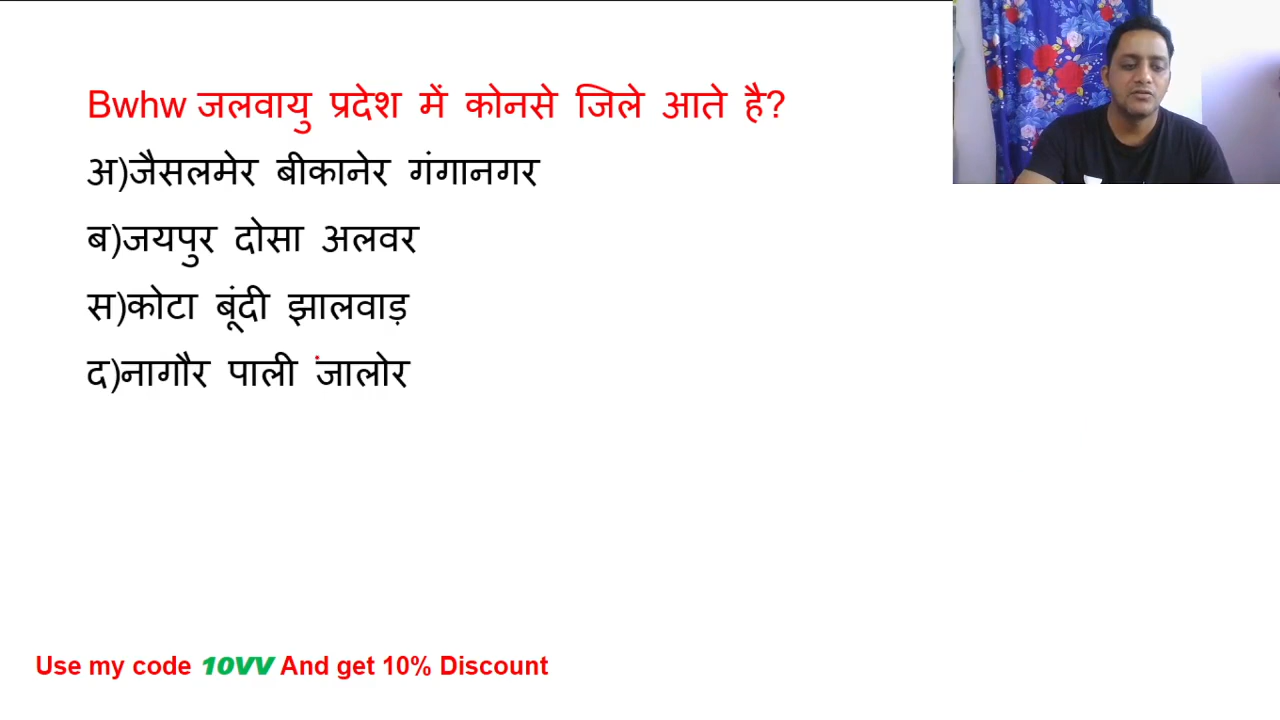 Bwhw जलवायु प्रदेश में कोनसे जिले आते है?
अ)जैसलमेर बीकानेर गंगानगर
ब)जयपुर दोसा अलवर
स)कोटा बूंदी झालवाड़
द)नागौर पाली जालोर
Use my code 10VV And get 10% Discount